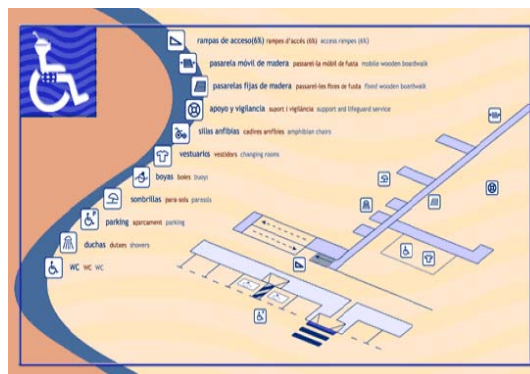 rampas de acceso(6%) rampes d'accés (6%) access rampes (6%)
pasarela móvil de madera passarel·la mòbil de fusta mobile wooden boardwalk
pasarelas fijas de madera passarel·les fixes de fusta fixed wooden boardwalk
apoyo y vigilancia suport i vigilància support and lifeguard service
sillas anfibias cadires amfíbies amphibian chairs
vestuarios vestidors changing rooms
boyas boies buoys
sombrillas para-sols parasols
parking aparcament parking
duchas dutxes showers
WC WC WC